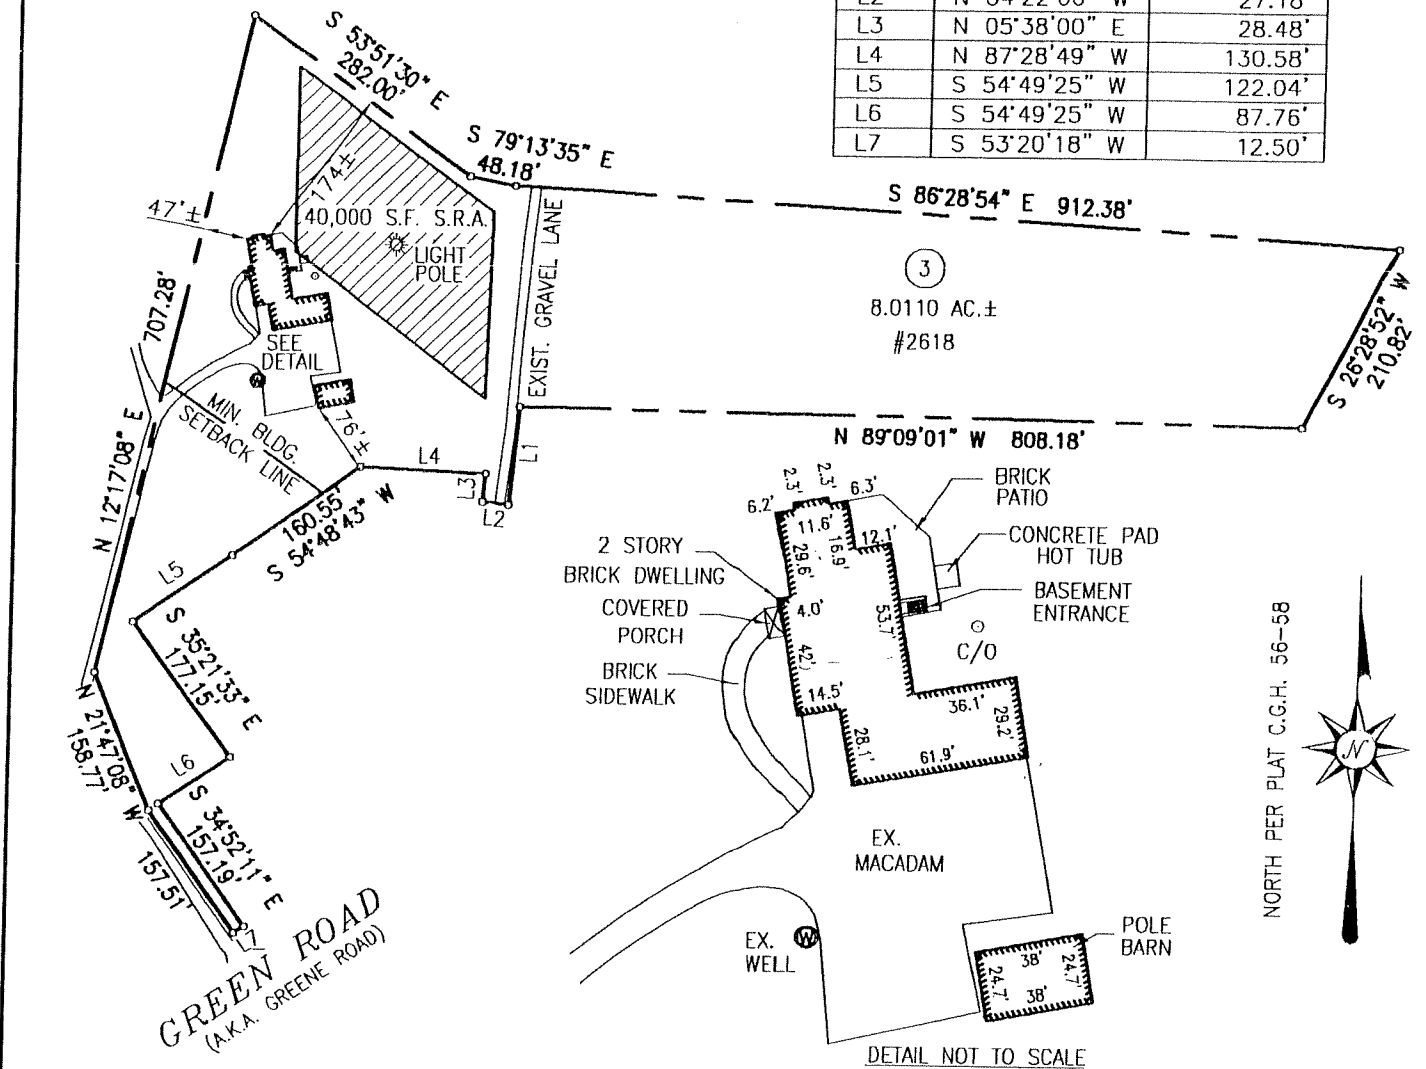 L3 N 05°38'00" E 28.48'
L4 N 87°28'49" W 130.58'
L5 S 54°49'25" W 122.04'
L6 S 54°49'25" W 87.76'
L7 S 53°20'18" W 12.50'
S 53°51'30" E
282.00'
S 79°13'35" E
48.18'
S 86°28'54" E 912.38'
174'±
47'±
40,000 S.F. S.R.A.
LIGHT
POLE
EXIST. GRAVEL LANE
3
8.0110 AC.±
#2618
S 26°28'52" W
210.82'
707.28'
N 12°17'08" E
SEE
DETAIL
W
MIN. BLDG.
SETBACK LINE
76'±
L4
L3
L2
L1
N 89°09'01" W 808.18'
160.55'
S 54°48'43" W
L5
S 35°21'33" E
177.15'
N 21°47'08" W
158.77'
L6
S 34°52'11" E
157.19'
157.51'
L7
GREEN ROAD
(A.K.A. GREENE ROAD)
2.3'
2.3'
6.2'
6.3'
11.6'
16.9'
12.1'
29.6'
4.0'
53.7'
42'
14.5'
36.1'
29.2'
28.1'
61.9'
BRICK
PATIO
CONCRETE PAD
HOT TUB
BASEMENT
ENTRANCE
C/O
2 STORY
BRICK DWELLING
COVERED
PORCH
BRICK
SIDEWALK
EX.
MACADAM
EX.
WELL
W
POLE
BARN
38'
24.7'
24.7'
38'
DETAIL NOT TO SCALE
NORTH PER PLAT C.G.H. 56-58
N